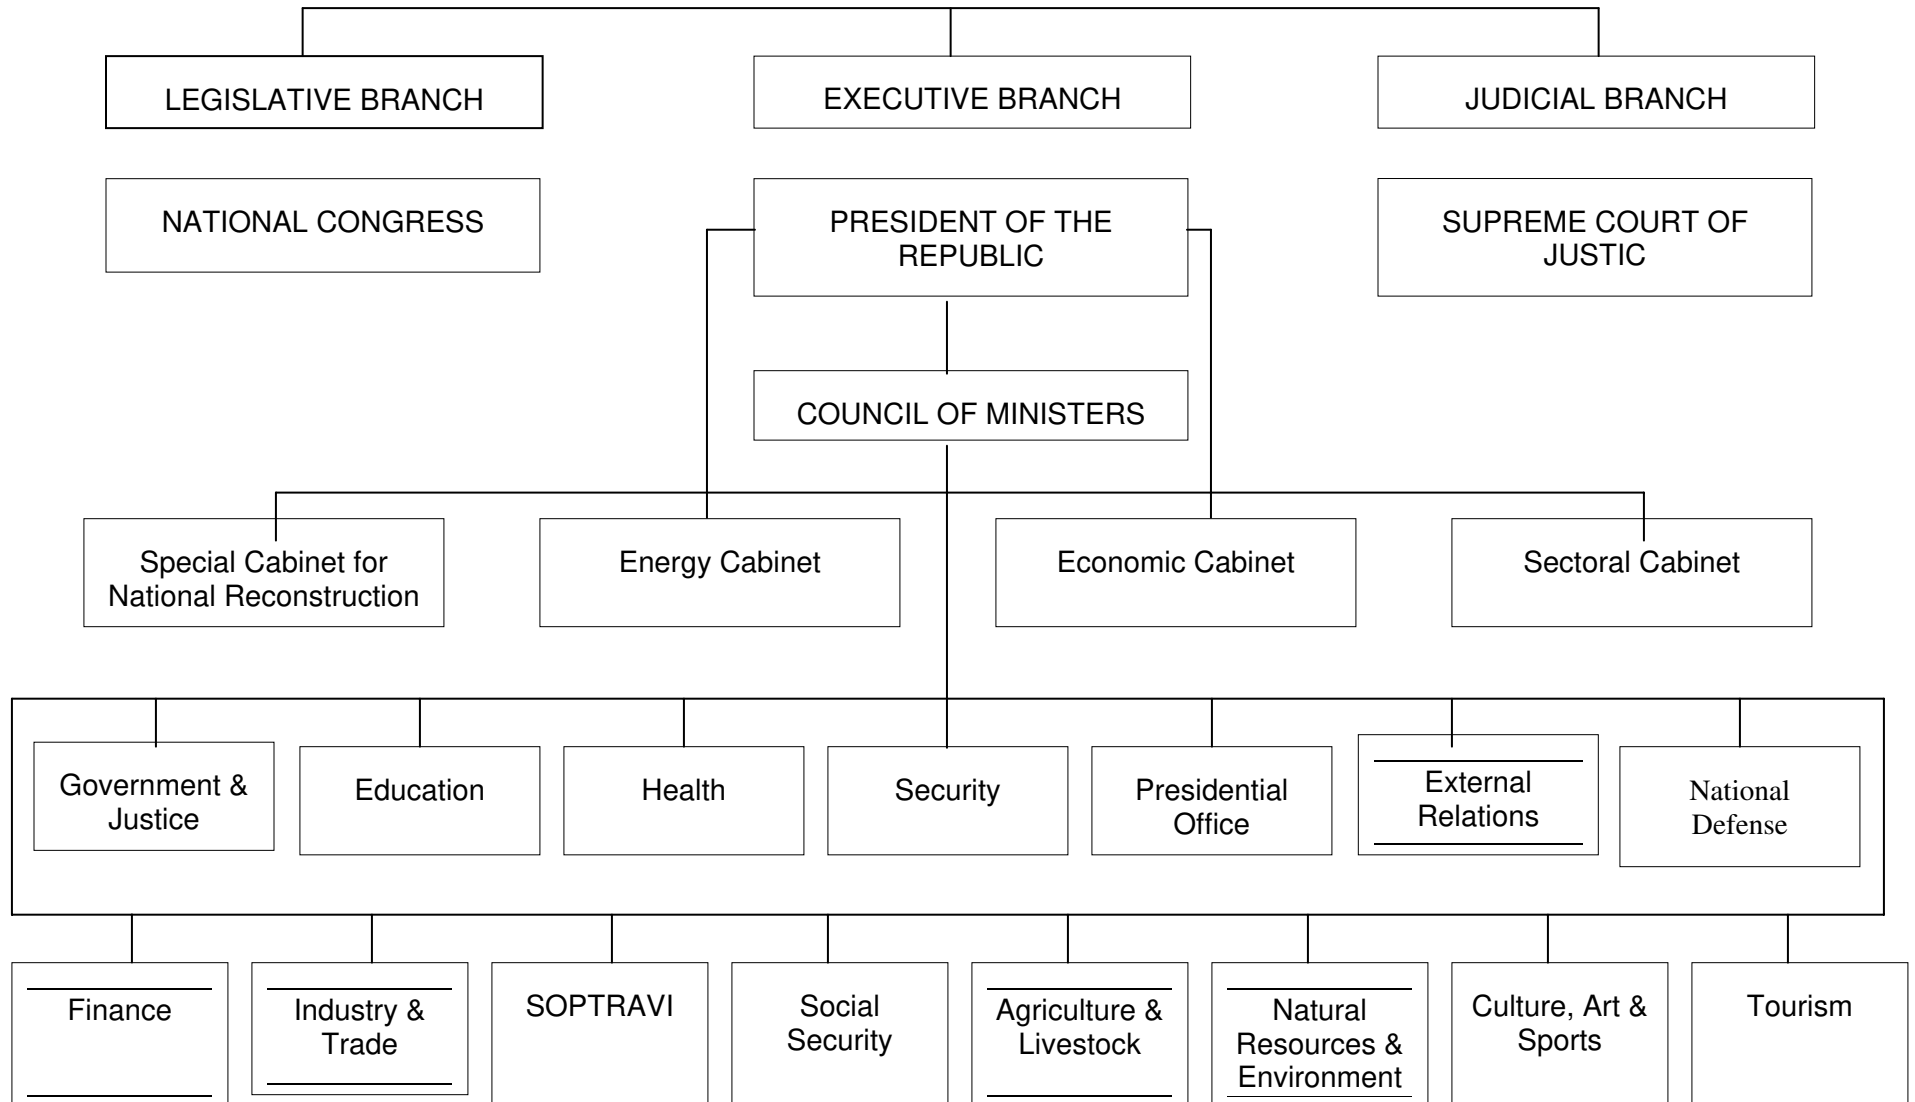 LEGISLATIVE BRANCH
EXECUTIVE BRANCH
JUDICIAL BRANCH
NATIONAL CONGRESS
PRESIDENT OF THE
REPUBLIC
SUPREME COURT OF
JUSTIC
COUNCIL OF MINISTERS
Special Cabinet for
National Reconstruction
Energy Cabinet
Economic Cabinet
Sectoral Cabinet
Government &
Justice
Education
Health
Security
Presidential
Office
External
Relations
National
Defense
Finance
Industry &
Trade
SOPTRAVI
Social
Security
Agriculture &
Livestock
Natural
Resources &
Environment
Culture, Art &
Sports
Tourism